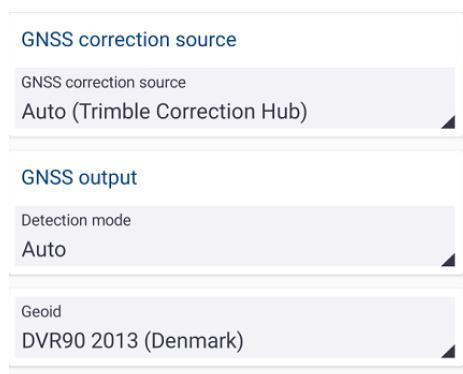 GNSS correction source
GNSS correction source
Auto (Trimble Correction Hub)
GNSS output
Detection mode
Auto
Geoid
DVR90 2013 (Denmark)